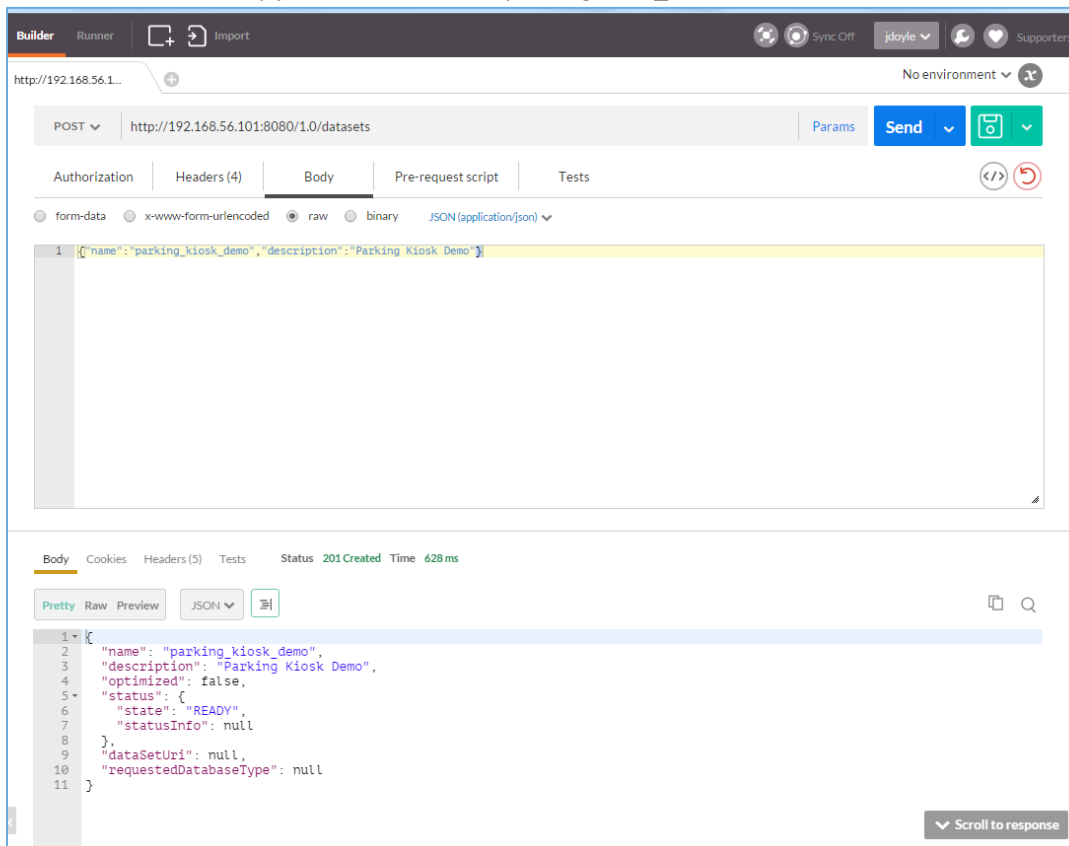 Builder Runner Import Sync Off jdoyle Supporters
http://192.168.56.1... No environment x
POST http://192.168.56.101:8080/1.0/datasets Params Send
Authorization Headers (4) Body Pre-request script Tests </>
form-data x-www-form-urlencoded raw binary JSON (application/json)
1 {"name":"parking_kiosk_demo","description":"Parking Kiosk Demo"}
Body Cookies Headers (5) Tests Status 201 Created Time 628 ms
Pretty Raw Preview JSON
1 {
2 "name": "parking_kiosk_demo",
3 "description": "Parking Kiosk Demo",
4 "optimized": false,
5 "status": {
6 "state": "READY",
7 "statusInfo": null
8 },
9 "dataSetUri": null,
10 "requestedDatabaseType": null
11 }
Scroll to response